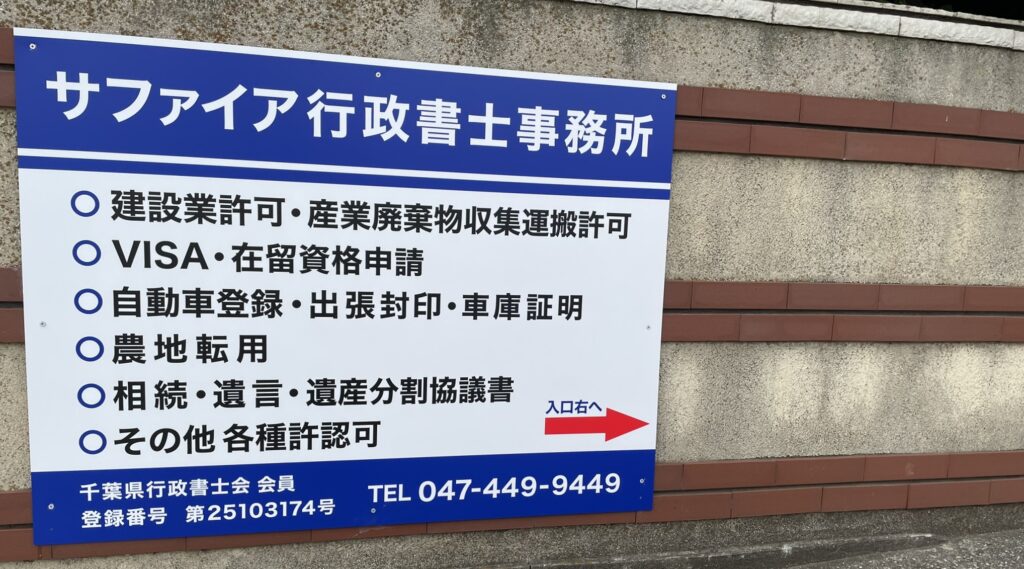 サファイア行政書士事務所
○ 建設業許可・産業廃棄物収集運搬許可
○ VISA・在留資格申請
○ 自動車登録・出張封印・車庫証明
○ 農地転用
○ 相続・遺言・遺産分割協議書
○ その他 各種許認可
入口右へ
千葉県行政書士会 会員
登録番号 第25103174号
TEL 047-449-9449